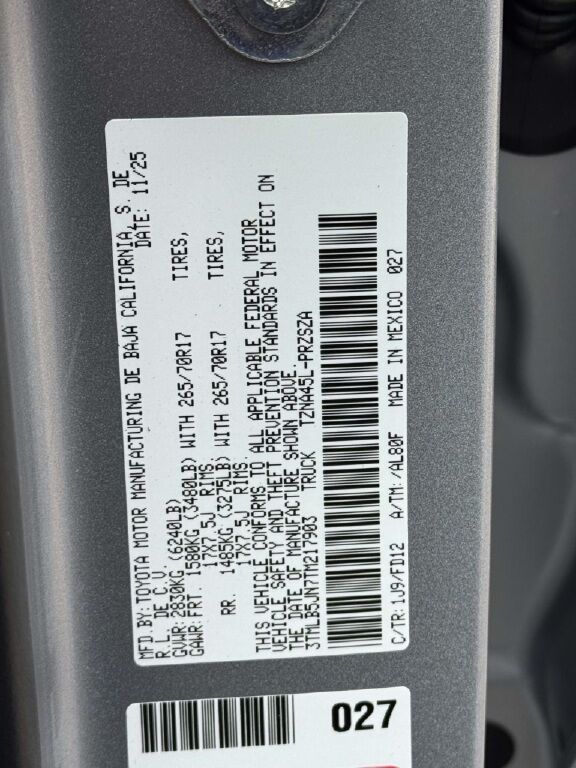 MFD.BY:TOYOTA MOTOR MANUFACTURING DE BAJA CALIFORNIA, S. DE
R.L. DE C.V. DATE: 11/25
GVWR:2830KG (6240LB)
GAWR:FRT. 1580KG (3480LB) WITH 265/70R17 TIRES,
17X7.5J RIMS
RR. 1485KG (3275LB) WITH 265/70R17 TIRES,
17X7.5J RIMS.
THIS VEHICLE CONFORMS TO ALL APPLICABLE FEDERAL MOTOR
VEHICLE SAFETY AND THEFT PREVENTION STANDARDS IN EFFECT ON
THE DATE OF MANUFACTURE SHOWN ABOVE.
3TMLB5JN7TM217903 TRUCK TZNA45L-PRZSZA
C/TR:1J9/FD12 A/TM:/AL80F MADE IN MEXICO 027
027